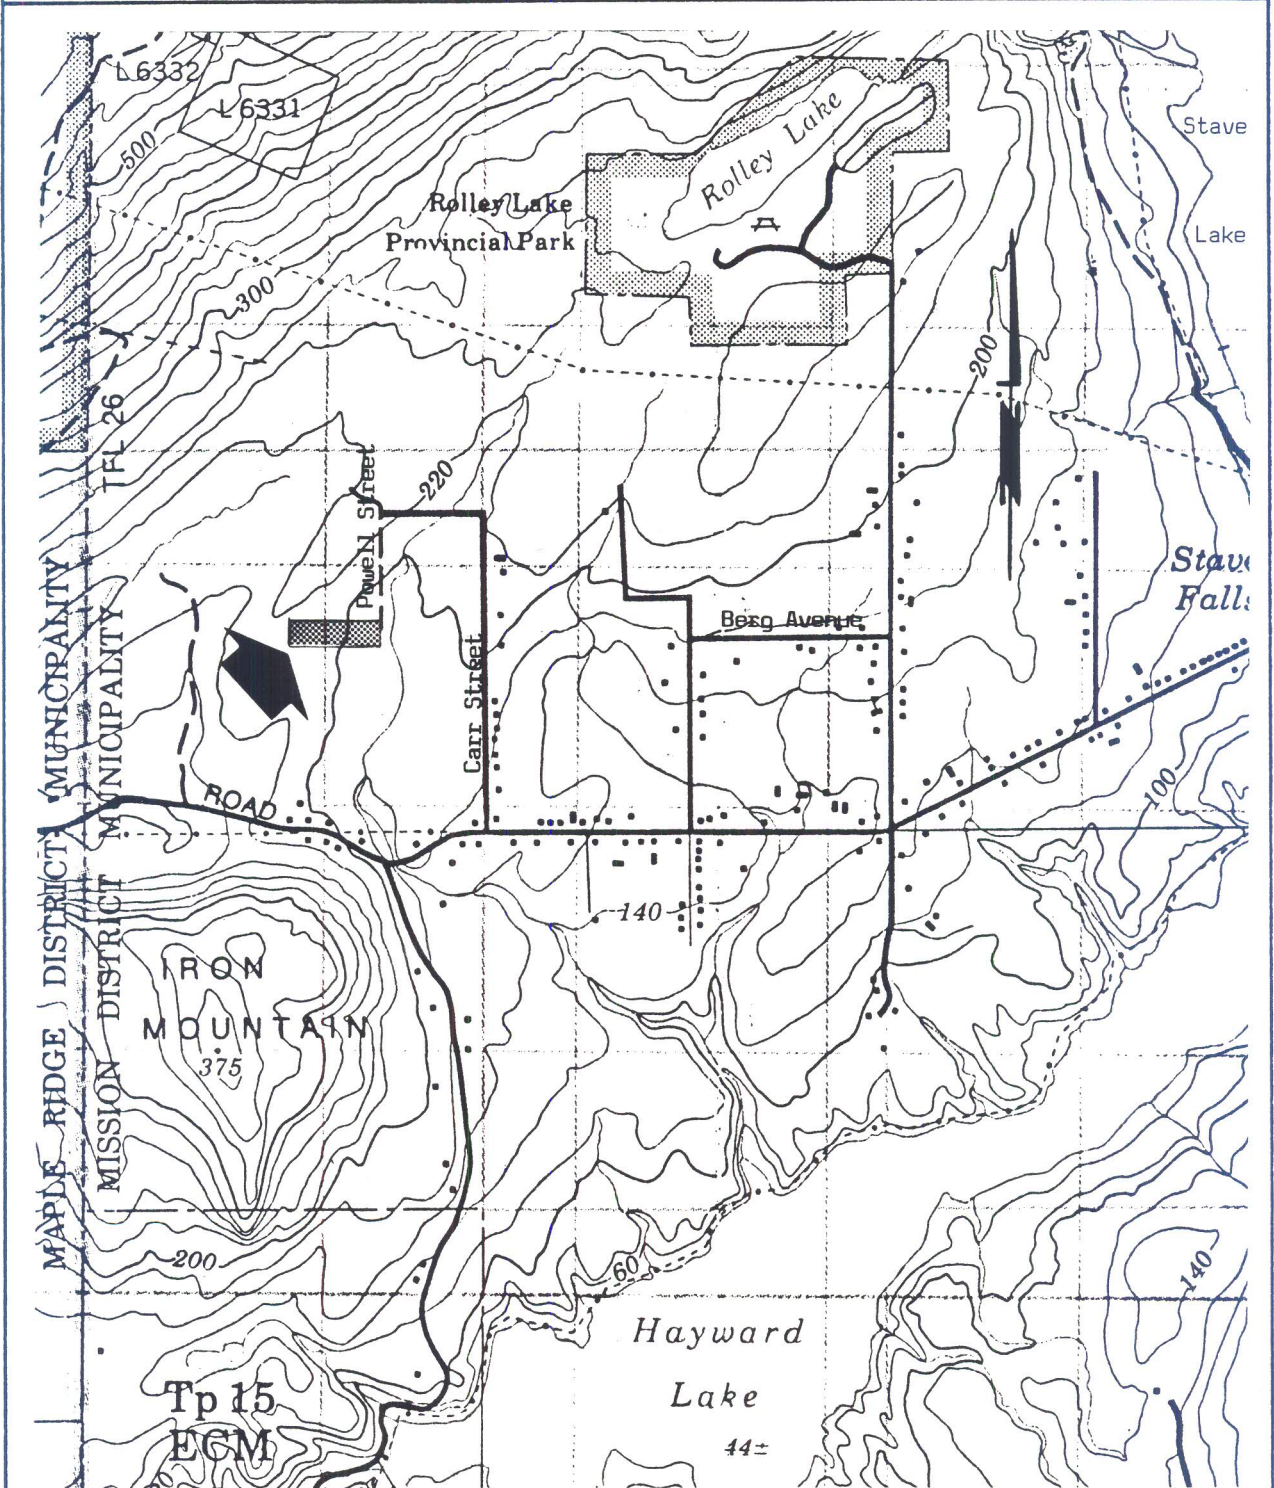 L6332
L6331
500
Rolley Lake
Stave
Lake
Rolley Lake
Provincial Park
300
200
TFL 26
220
Powell Street
Stave
Falls
Berg Avenue
Carr Street
MAPLE RIDGE DISTRICT MUNICIPALITY
MISSION DISTRICT MUNICIPALITY
ROAD
100
140
IRON
MOUNTAIN
375
200
60
140
Hayward
Lake
44±
Tp 15
ECM